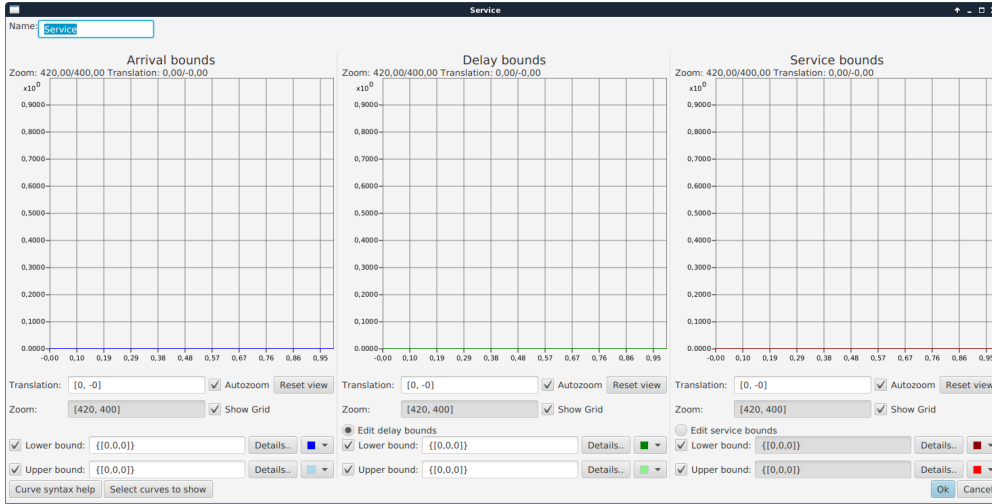 Service
Name: Service
Arrival bounds
Zoom: 420,00/400,00 Translation: 0,00/-0,00
x10^0
0,9000
0,8000
0,7000
0,6000
0,5000
0,4000
0,3000
0,2000
0,1000
0.0000
-0,00 0,10 0,19 0,29 0,38 0,48 0,57 0,67 0,76 0,86 0,95
Translation: [0, -0] Autozoom Reset view
Zoom: [420, 400] Show Grid
Lower bound: {[0,0,0]} Details..
Upper bound: {[0,0,0]} Details..
Delay bounds
Zoom: 420,00/400,00 Translation: 0,00/-0,00
x10^0
0,9000
0,8000
0,7000
0,6000
0,5000
0,4000
0,3000
0,2000
0,1000
0.0000
-0,00 0,10 0,19 0,29 0,38 0,48 0,57 0,67 0,76 0,86 0,95
Translation: [0, -0] Autozoom Reset view
Zoom: [420, 400] Show Grid
Edit delay bounds
Lower bound: {[0,0,0]} Details..
Upper bound: {[0,0,0]} Details..
Service bounds
Zoom: 420,00/400,00 Translation: 0,00/-0,00
x10^0
0,9000
0,8000
0,7000
0,6000
0,5000
0,4000
0,3000
0,2000
0,1000
0.0000
-0,00 0,10 0,19 0,29 0,38 0,48 0,57 0,67 0,76 0,86 0,95
Translation: [0, -0] Autozoom Reset view
Zoom: [420, 400] Show Grid
Edit service bounds
Lower bound: {[0,0,0]} Details..
Upper bound: {[0,0,0]} Details..
Curve syntax help Select curves to show Ok Cancel